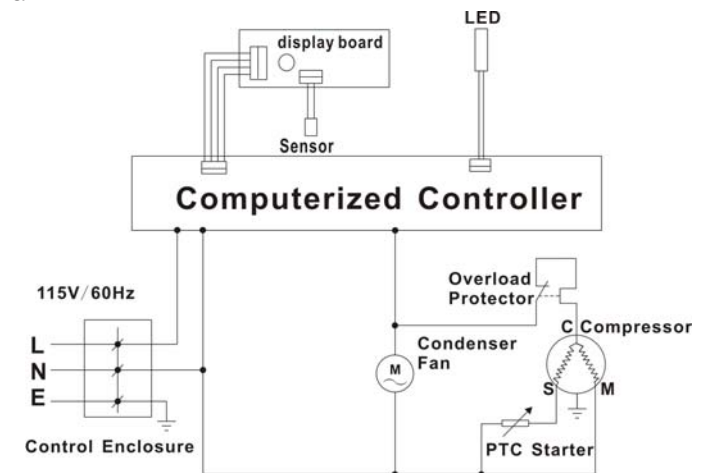 LED
display board
Sensor
Computerized Controller
115V/60Hz
Overload
Protector
C Compressor
L
N
E
Condenser
Fan
M
S
M
Control Enclosure
PTC Starter